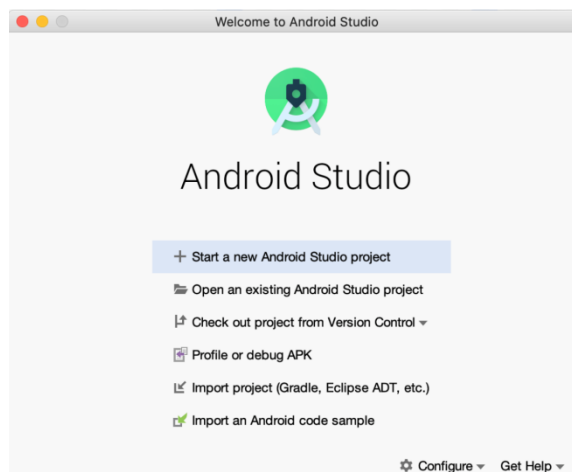 Welcome to Android Studio
Android Studio
Start a new Android Studio project
Open an existing Android Studio project
Check out project from Version Control
Profile or debug APK
Import project (Gradle, Eclipse ADT, etc.)
Import an Android code sample
Configure Get Help